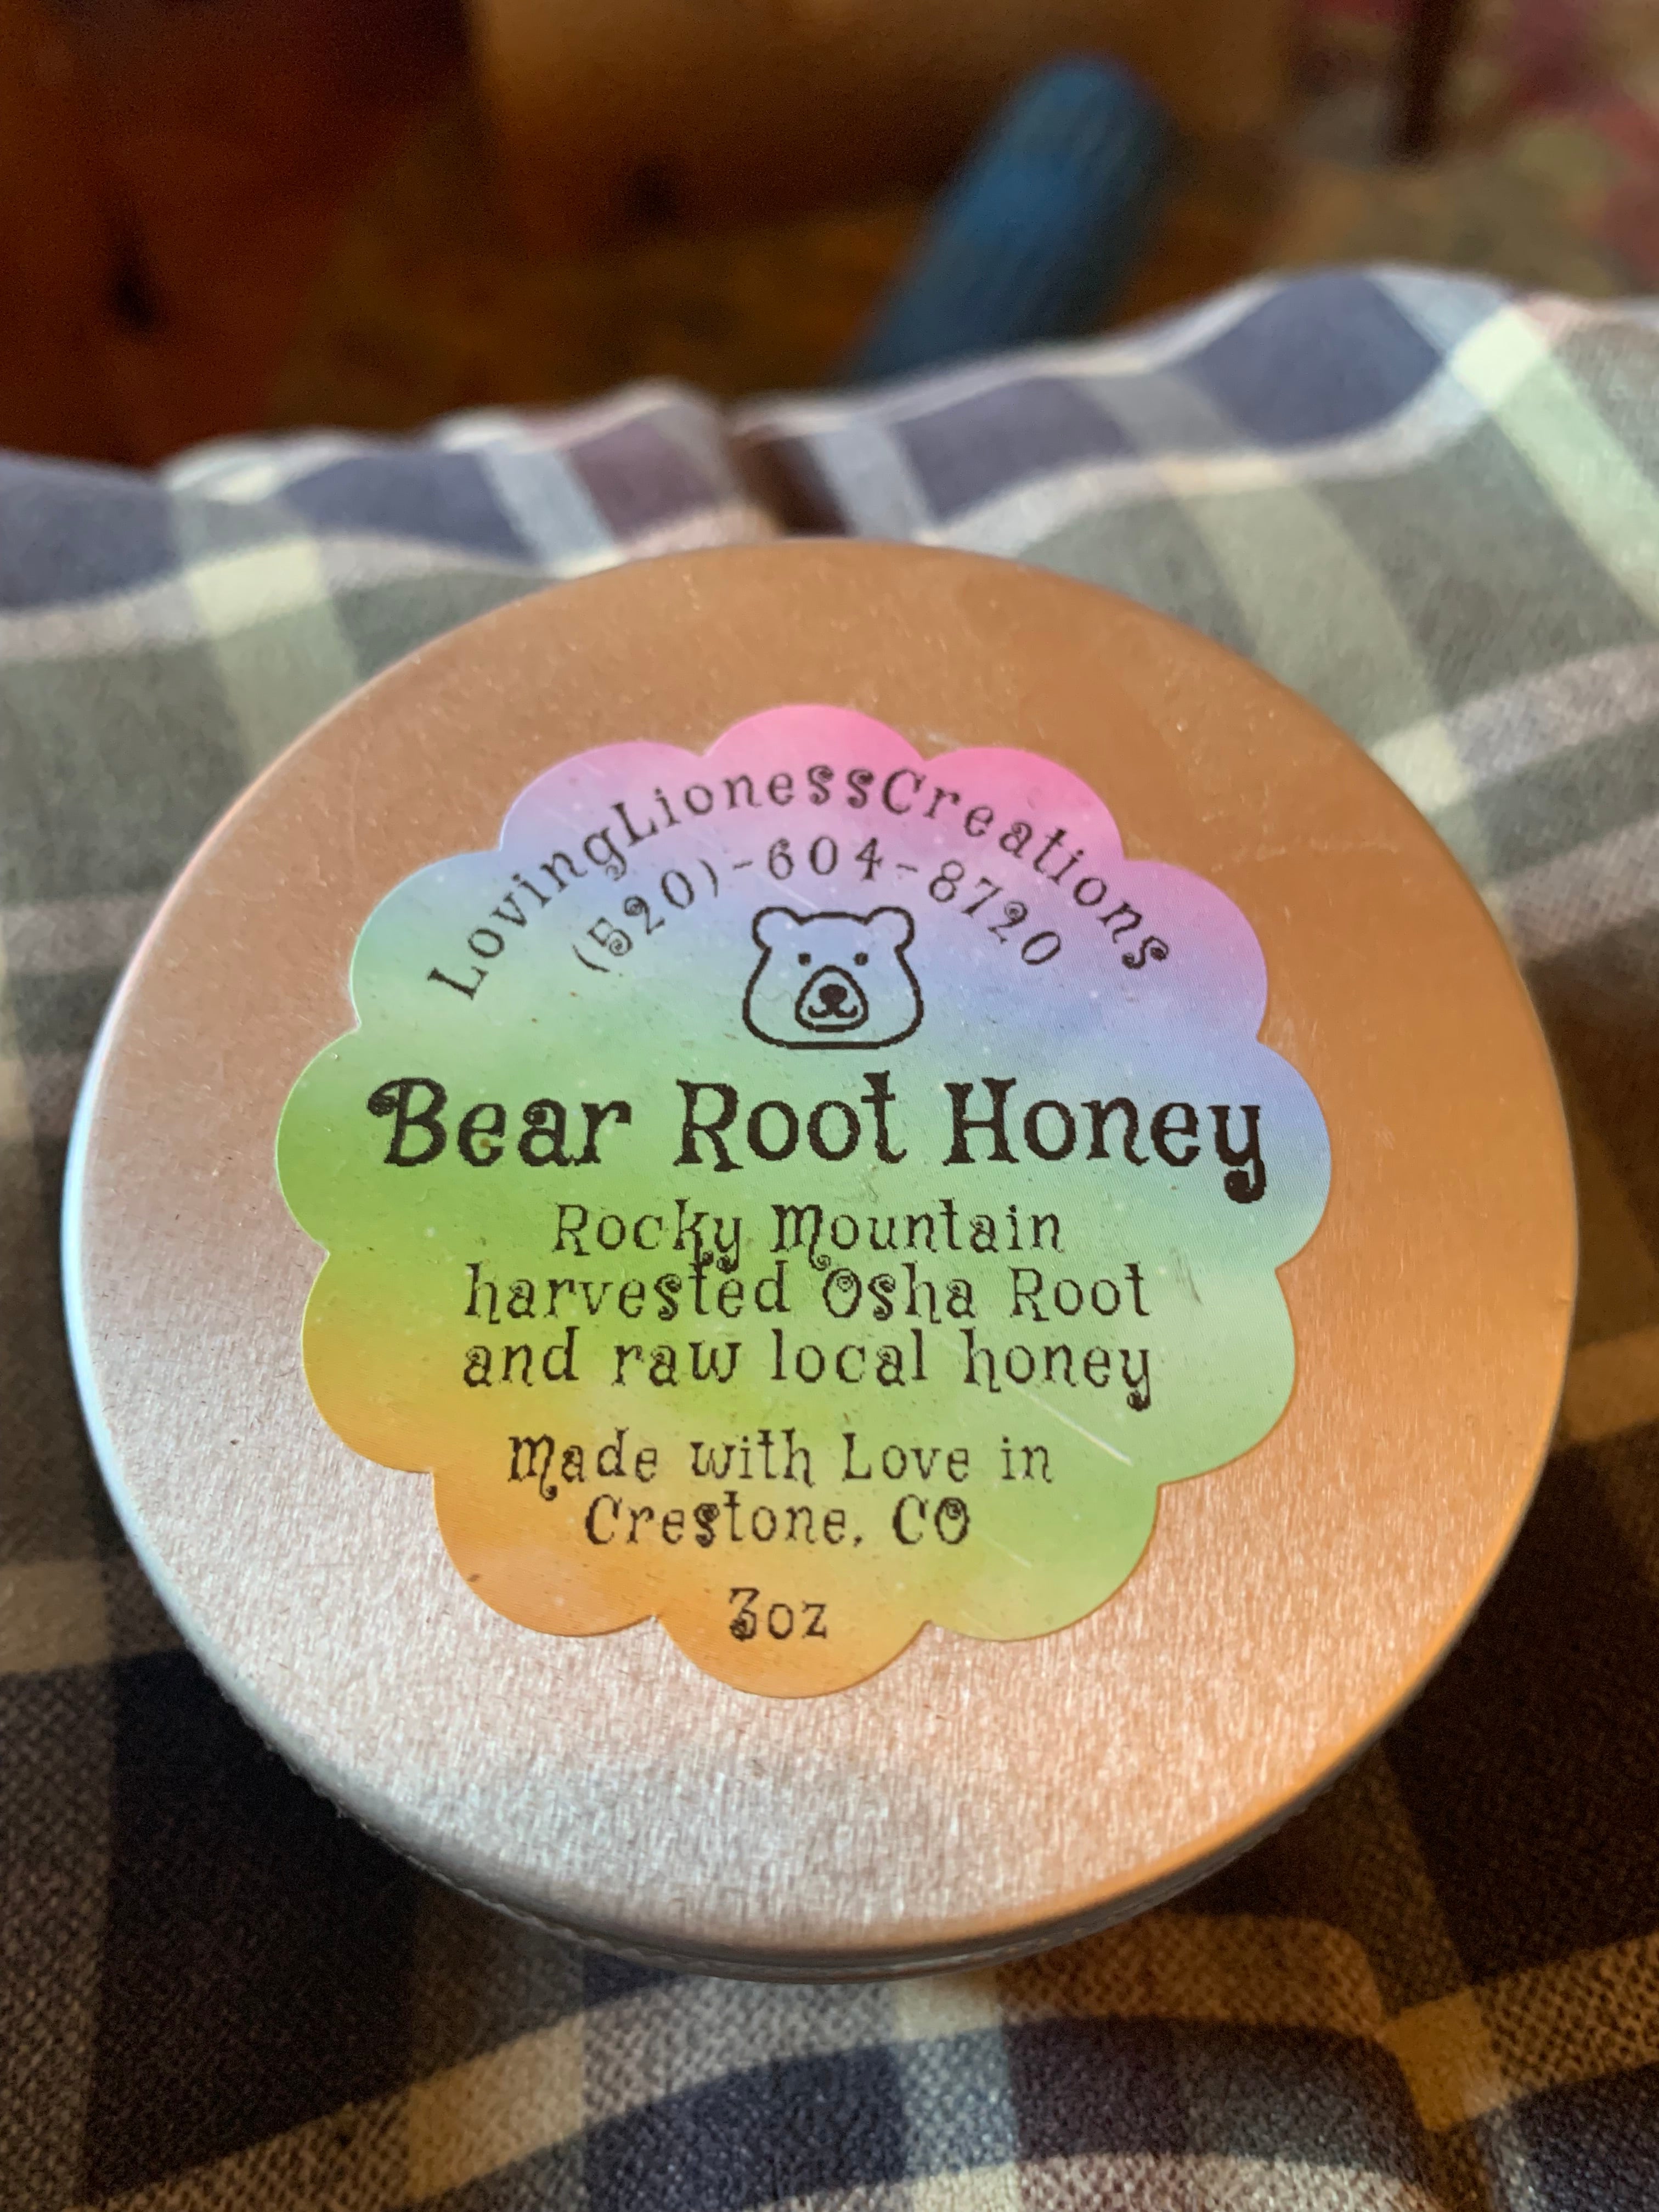 LovingLionessCreations
(520)-604-8720
Bear Root Honey
Rocky Mountain
harvested Osha Root
and raw local honey
Made with Love in
Crestone, CO
3oz